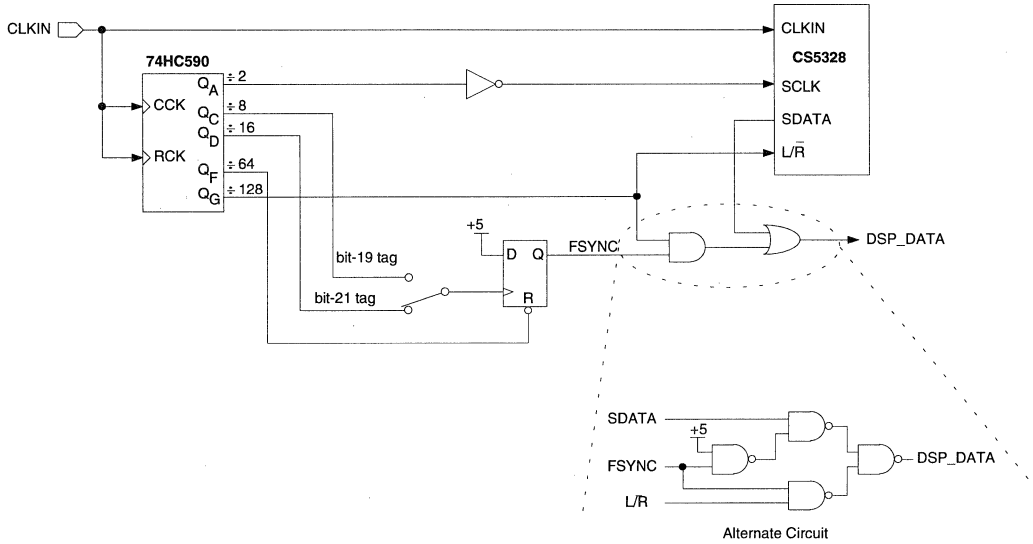 CLKIN
74HC590
CCK
RCK
QA
÷ 2
QC
÷ 8
QD
÷ 16
QF
÷ 64
QG
÷ 128
CLKIN
CS5328
SCLK
SDATA
L/R̅
bit-19 tag
bit-21 tag
+5
D Q
R
FSYNC
DSP_DATA
SDATA
+5
FSYNC
L/R̅
DSP_DATA
Alternate Circuit